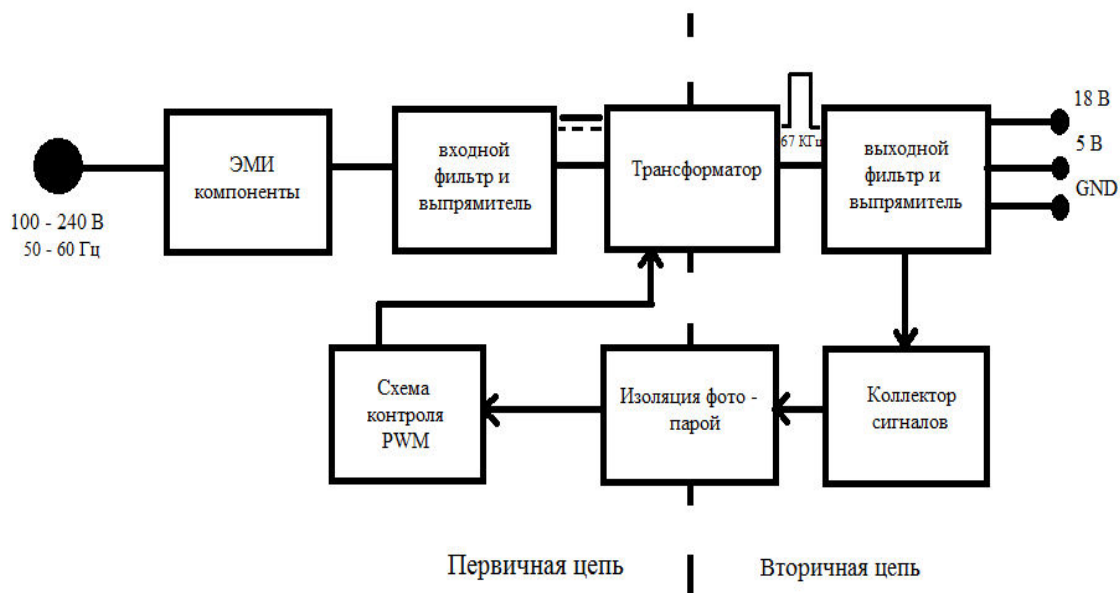 100 - 240 В
50 - 60 Гц
ЭМИ
компоненты
входной
фильтр и
выпрямитель
Трансформатор
67 КГц
выходной
фильтр и
выпрямитель
18 В
5 В
GND
Схема
контроля
PWM
Изоляция фото -
парой
Коллектор
сигналов
Первичная цепь
Вторичная цепь